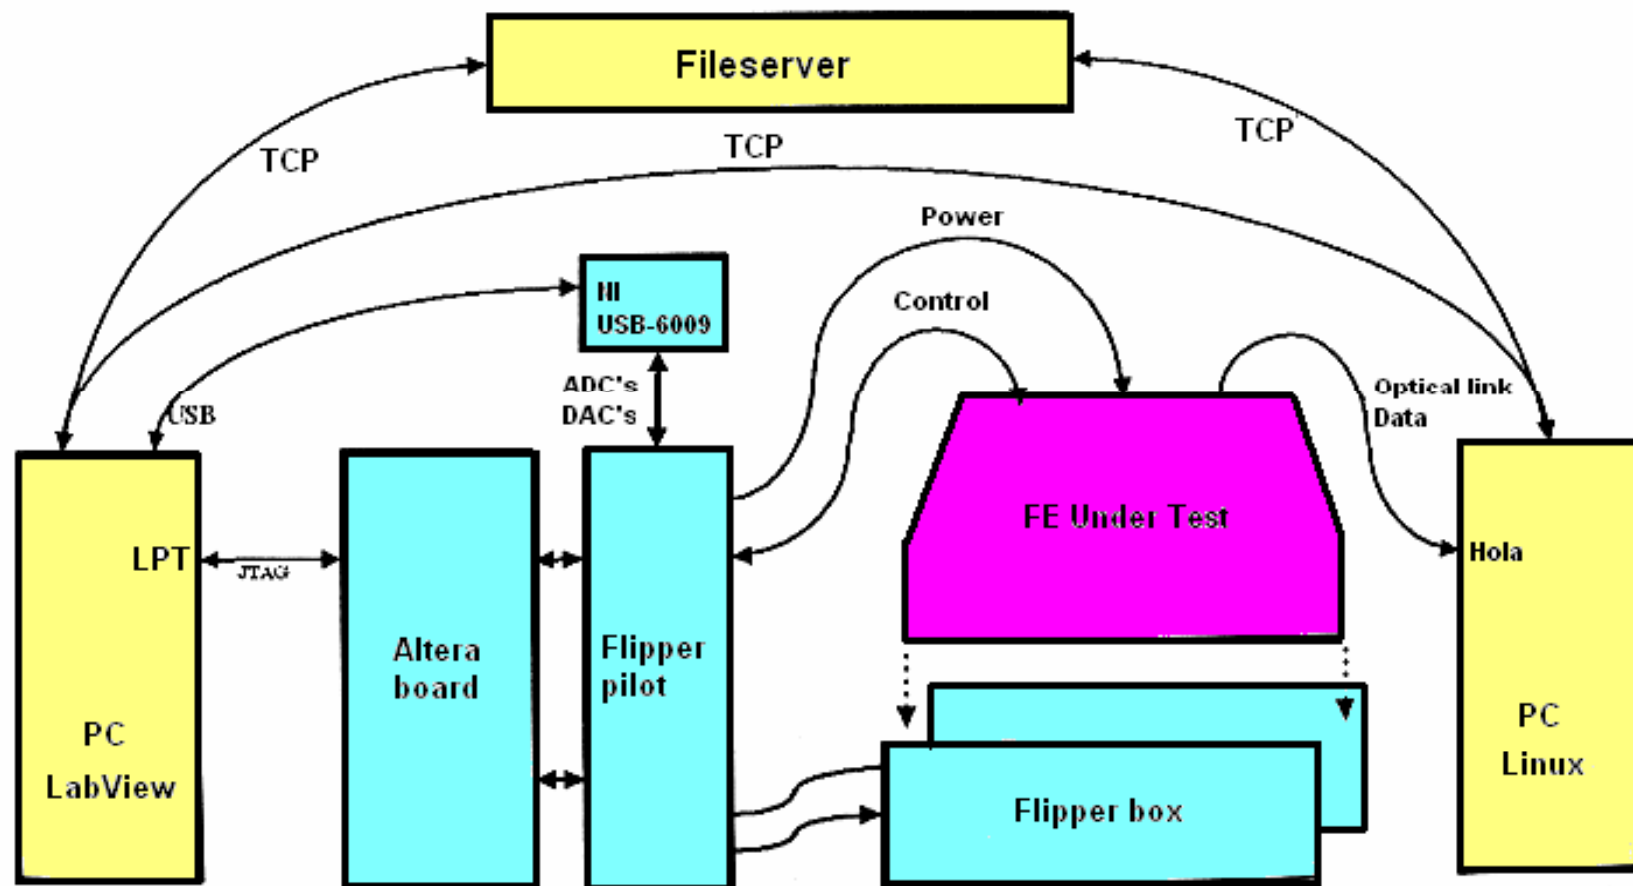 Fileserver
TCP
TCP
TCP
Power
NI
USB-6009
Control
ADC's
DAC's
USB
Optical link
Data
FE Under Test
LPT
JTAG
Hola
Altera
board
Flipper
pilot
PC
LabView
PC
Linux
Flipper box